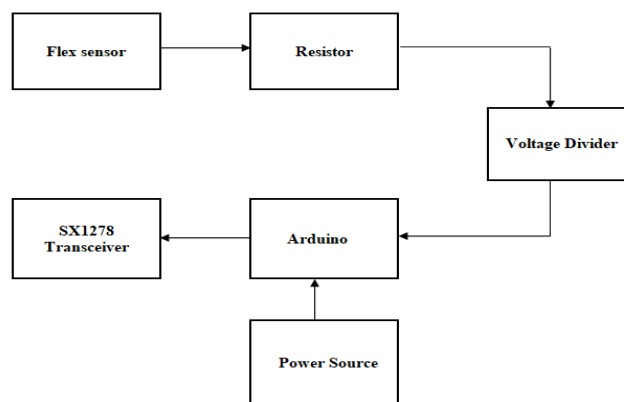 Flex sensor
Resistor
Voltage Divider
SX1278
Transceiver
Arduino
Power Source